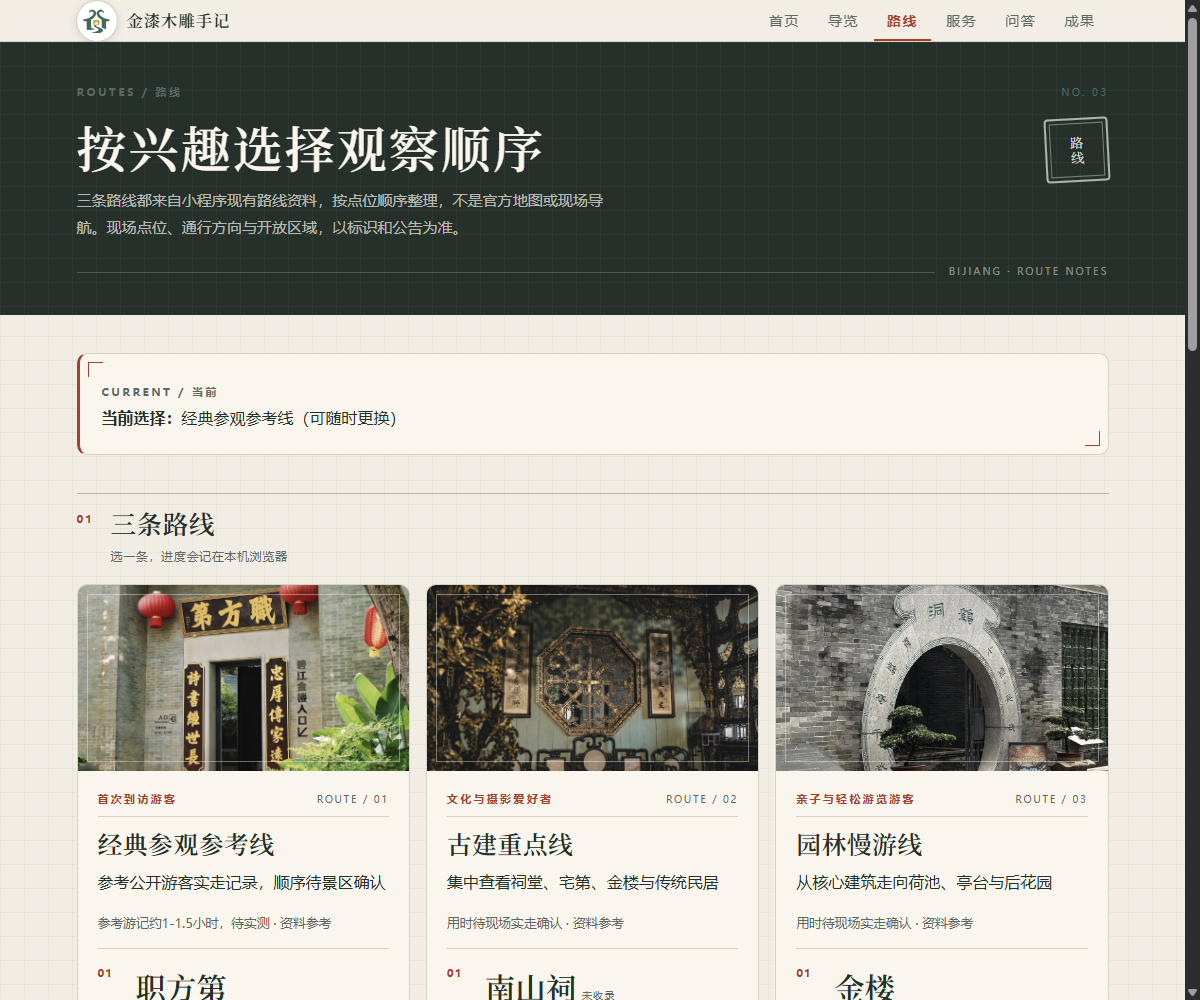 金漆木雕手记
首页 导览 路线 服务 问答 成果
ROUTES / 路线
NO. 03
按兴趣选择观察顺序
路线
三条路线都来自小程序现有路线资料，按点位顺序整理，不是官方地图或现场导
航。现场点位、通行方向与开放区域，以标识和公告为准。
BIJIANG · ROUTE NOTES
CURRENT / 当前
当前选择：经典参观参考线（可随时更换）
01 三条路线
选一条，进度会记在本机浏览器
第方職
詩書繼世長
忠厚傳家遠
首次到访游客 ROUTE / 01
经典参观参考线
参考公开游客实走记录，顺序待景区确认
参考游记约1-1.5小时，待实测 · 资料参考
01 职方第
文化与摄影爱好者 ROUTE / 02
古建重点线
集中查看祠堂、宅第、金楼与传统民居
用时待现场实走确认 · 资料参考
01 南山祠 未收录
亲子与轻松游览游客 ROUTE / 03
园林慢游线
从核心建筑走向荷池、亭台与后花园
用时待现场实走确认 · 资料参考
01 金楼